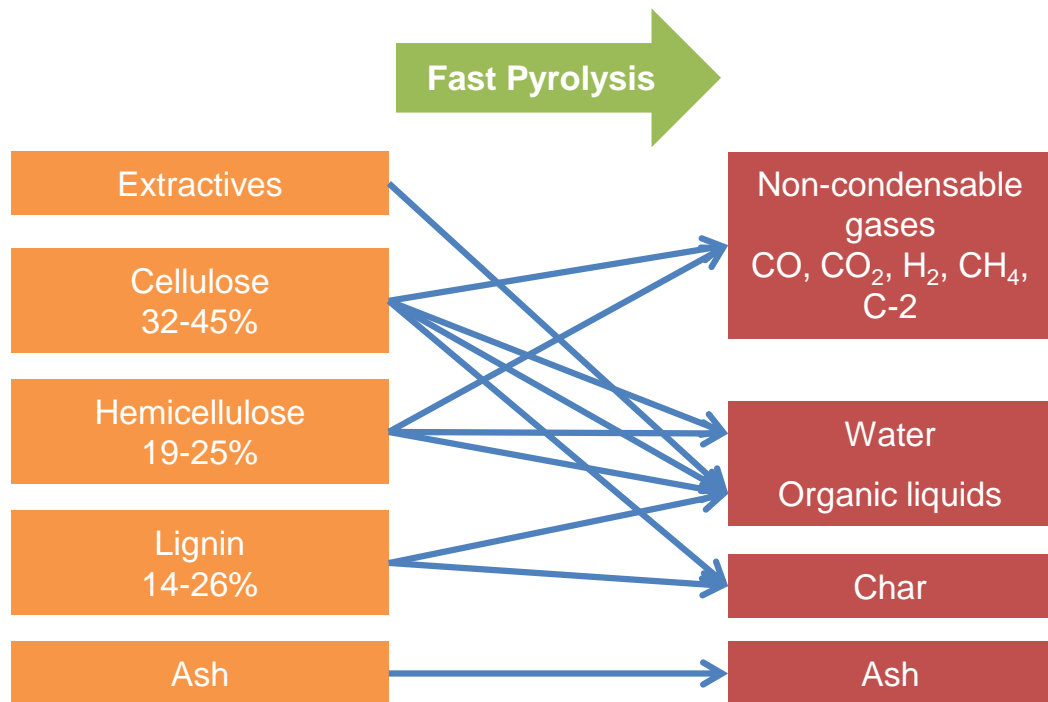 Fast Pyrolysis
Extractives
Cellulose
32-45%
Hemicellulose
19-25%
Lignin
14-26%
Ash
Non-condensable
gases
CO, CO₂, H₂, CH₄,
C-2
Water
Organic liquids
Char
Ash